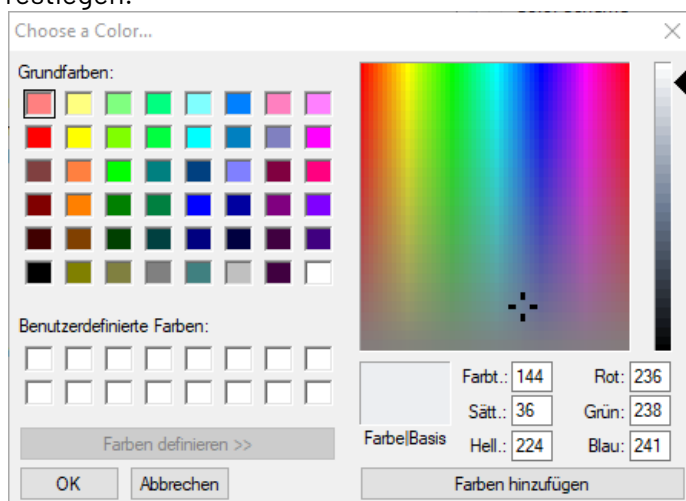 Choose a Color...
Grundfarben:
Benutzerdefinierte Farben:
Farben definieren >>
OK
Abbrechen
Farbe|Basis
Farbt.: 144
Sätt.: 36
Hell.: 224
Rot: 236
Grün: 238
Blau: 241
Farben hinzufügen